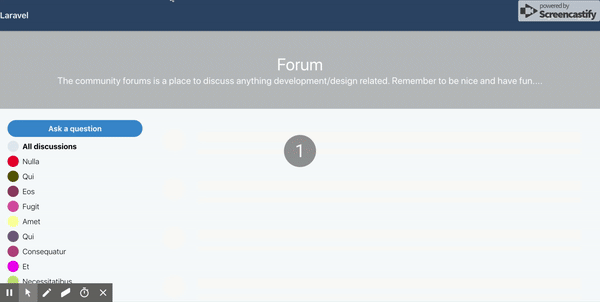 Laravel
powered by
Screencastify
Forum
The community forums is a place to discuss anything development/design related. Remember to be nice and have fun....
Ask a question
1
All discussions
Nulla
Qui
Eos
Fugit
Amet
Qui
Consequatur
Et
Necessitatibus